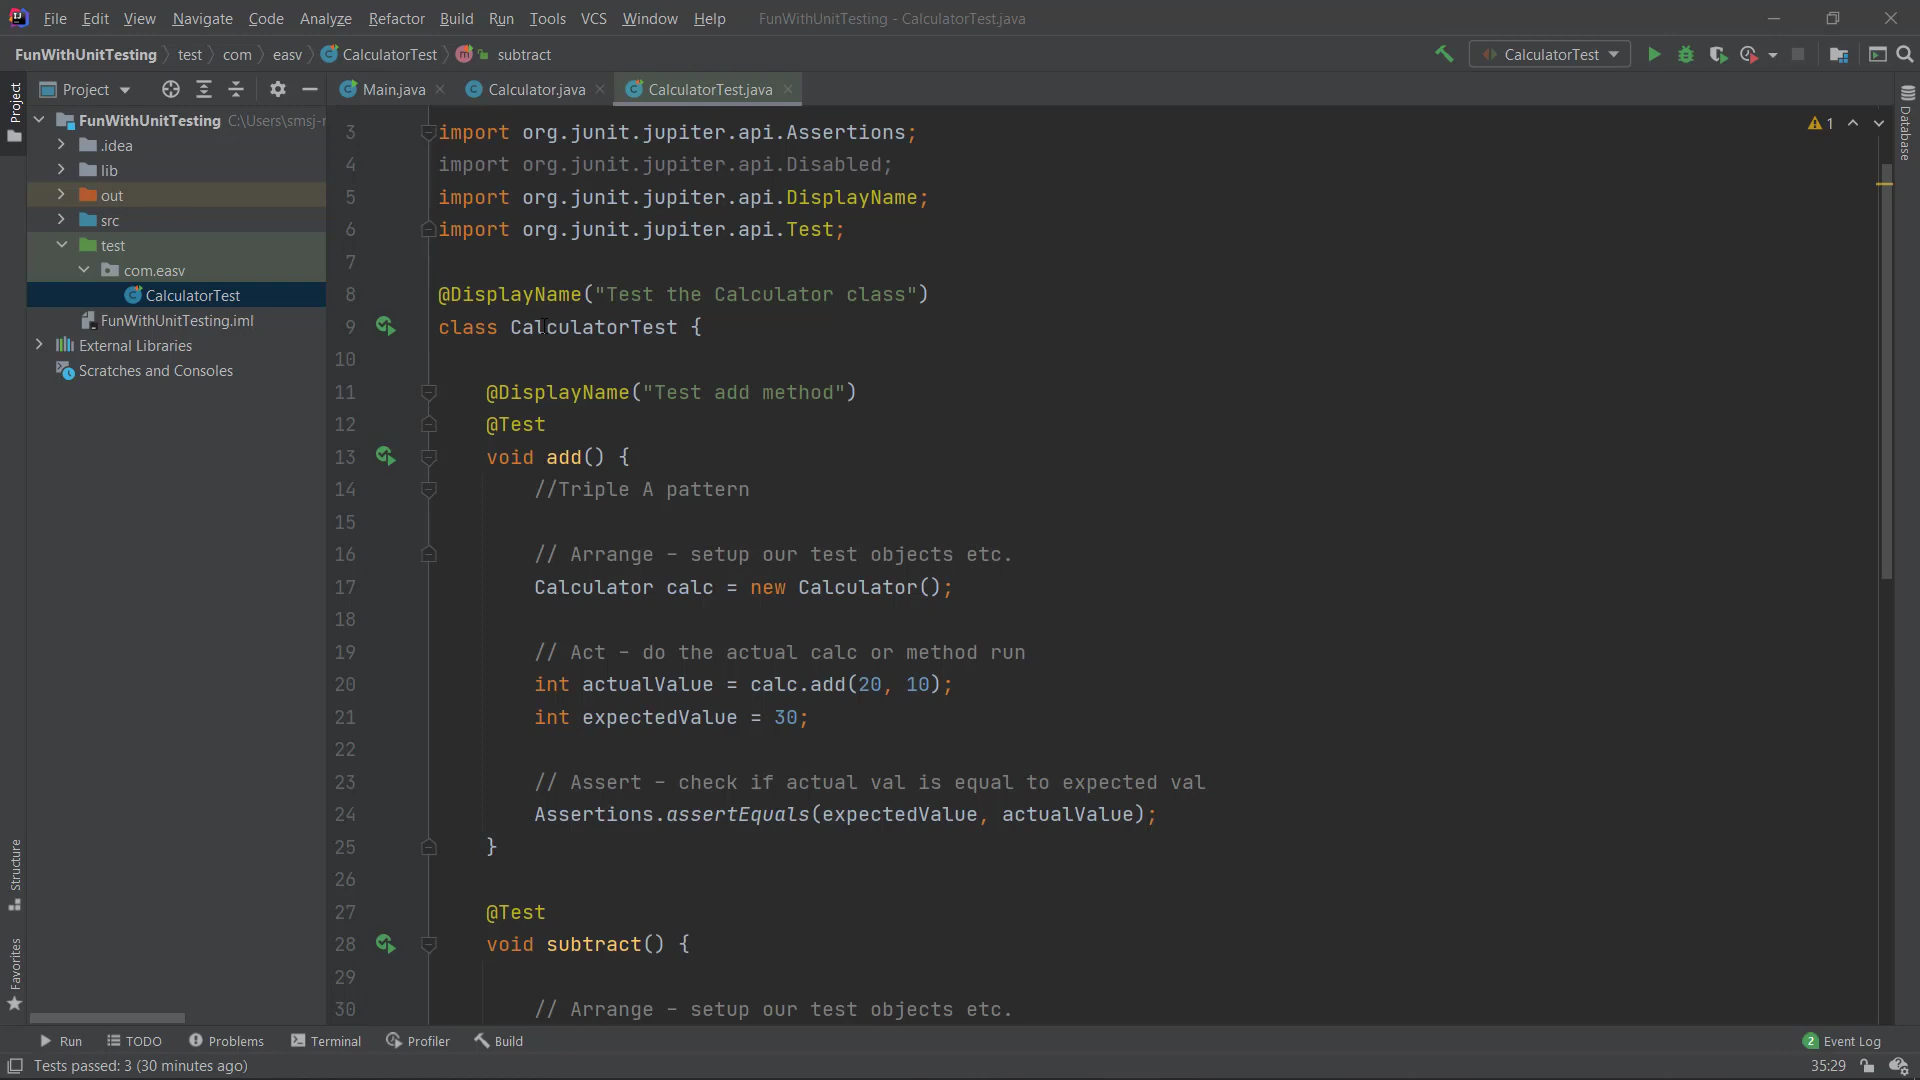 File Edit View Navigate Code Analyze Refactor Build Run Tools VCS Window Help FunWithUnitTesting - CalculatorTest.java
FunWithUnitTesting test com easv CalculatorTest m subtract CalculatorTest
Project Main.java Calculator.java CalculatorTest.java
Project
Database
FunWithUnitTesting C:\Users\smsj-r
.idea
lib
out
src
test
com.easv
CalculatorTest
FunWithUnitTesting.iml
External Libraries
Scratches and Consoles
1
3 import org.junit.jupiter.api.Assertions;
4 import org.junit.jupiter.api.Disabled;
5 import org.junit.jupiter.api.DisplayName;
6 import org.junit.jupiter.api.Test;
7
8 @DisplayName("Test the Calculator class")
9 class CalculatorTest {
10
11 @DisplayName("Test add method")
12 @Test
13 void add() {
14 //Triple A pattern
15
16 // Arrange - setup our test objects etc.
17 Calculator calc = new Calculator();
18
19 // Act - do the actual calc or method run
20 int actualValue = calc.add(20, 10);
21 int expectedValue = 30;
22
23 // Assert - check if actual val is equal to expected val
24 Assertions.assertEquals(expectedValue, actualValue);
25 }
26
27 @Test
28 void subtract() {
29
30 // Arrange - setup our test objects etc.
Structure
Favorites
Run TODO Problems Terminal Profiler Build 2 Event Log
Tests passed: 3 (30 minutes ago) 35:29